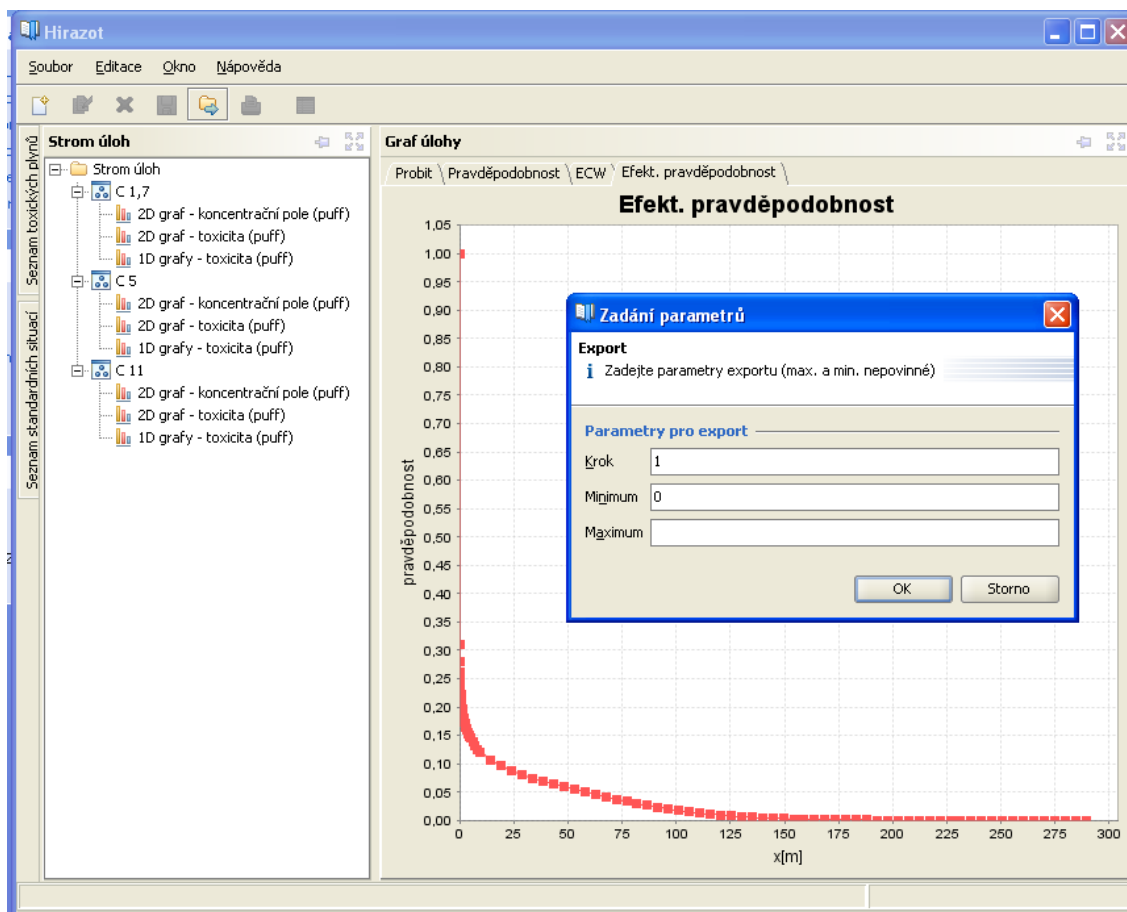 Hirazot
Soubor Editace Okno Nápověda
Seznam toxických plynů
Seznam standardních situací
Strom úloh
Strom úloh
C 1,7
2D graf - koncentrační pole (puff)
2D graf - toxicita (puff)
1D grafy - toxicita (puff)
C 5
2D graf - koncentrační pole (puff)
2D graf - toxicita (puff)
1D grafy - toxicita (puff)
C 11
2D graf - koncentrační pole (puff)
2D graf - toxicita (puff)
1D grafy - toxicita (puff)
Graf úlohy
Probit Pravděpodobnost ECW Efekt. pravděpodobnost
Efekt. pravděpodobnost
pravděpodobnost
1,05
1,00
0,95
0,90
0,85
0,80
0,75
0,70
0,65
0,60
0,55
0,50
0,45
0,40
0,35
0,30
0,25
0,20
0,15
0,10
0,05
0,00
0 25 50 75 100 125 150 175 200 225 250 275 300
x[m]
Zadání parametrů
Export
Zadejte parametry exportu (max. a min. nepovinné)
Parametry pro export
Krok 1
Minimum 0
Maximum
OK Storno